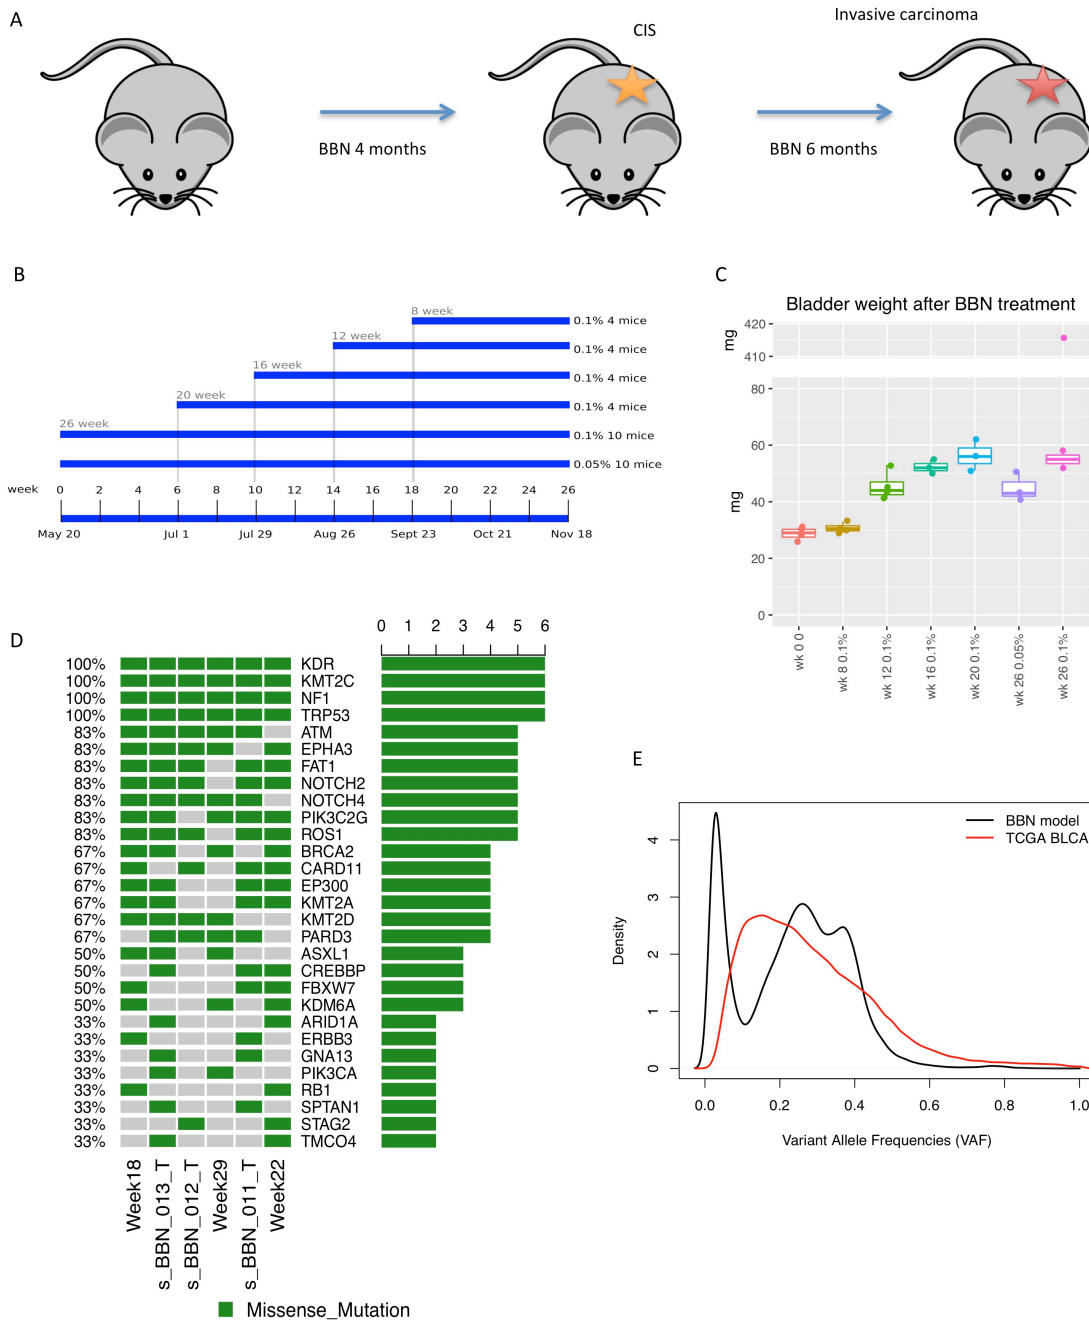 A
CIS
Invasive carcinoma
BBN 4 months
BBN 6 months
B
8 week
0.1% 4 mice
12 week
0.1% 4 mice
16 week
0.1% 4 mice
20 week
0.1% 4 mice
26 week
0.1% 10 mice
0.05% 10 mice
week 0 2 4 6 8 10 12 14 16 18 20 22 24 26
May 20 Jul 1 Jul 29 Aug 26 Sept 23 Oct 21 Nov 18
C
Bladder weight after BBN treatment
mg
420
410
mg
80
60
40
20
0
wk 0 0
wk 8 0.1%
wk 12 0.1%
wk 16 0.1%
wk 20 0.1%
wk 26 0.05%
wk 26 0.1%
D
0 1 2 3 4 5 6
100% KDR
100% KMT2C
100% NF1
100% TRP53
83% ATM
83% EPHA3
83% FAT1
83% NOTCH2
83% NOTCH4
83% PIK3C2G
83% ROS1
67% BRCA2
67% CARD11
67% EP300
67% KMT2A
67% KMT2D
67% PARD3
50% ASXL1
50% CREBBP
50% FBXW7
50% KDM6A
33% ARID1A
33% ERBB3
33% GNA13
33% PIK3CA
33% RB1
33% SPTAN1
33% STAG2
33% TMCO4
Week18
s_BBN_013_T
s_BBN_012_T
Week29
s_BBN_011_T
Week22
Missense_Mutation
E
BBN model
TCGA BLCA
Density
4
3
2
1
0
0.0 0.2 0.4 0.6 0.8 1.0
Variant Allele Frequencies (VAF)